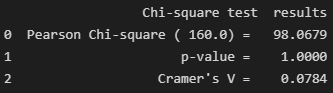 Chi-square test results
0 Pearson Chi-square ( 160.0) = 98.0679
1 p-value = 1.0000
2 Cramer's V = 0.0784